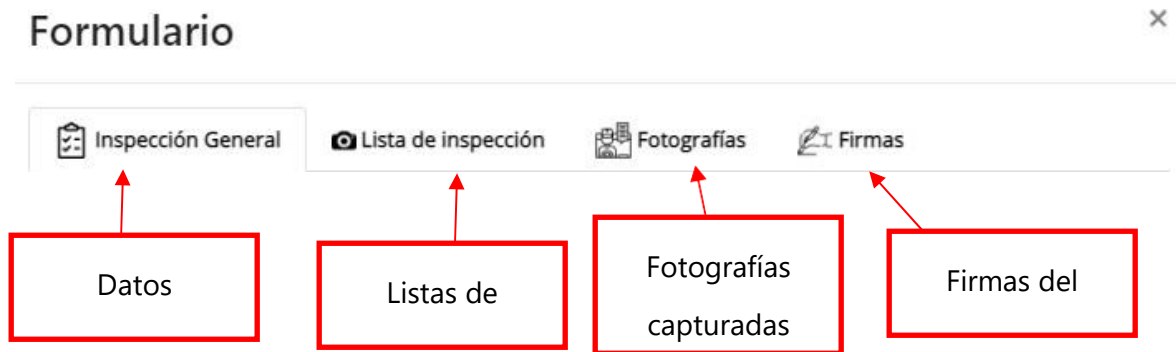 Formulario
Inspección General
Lista de inspección
Fotografías
Firmas
Datos
Listas de
Fotografías
capturadas
Firmas del